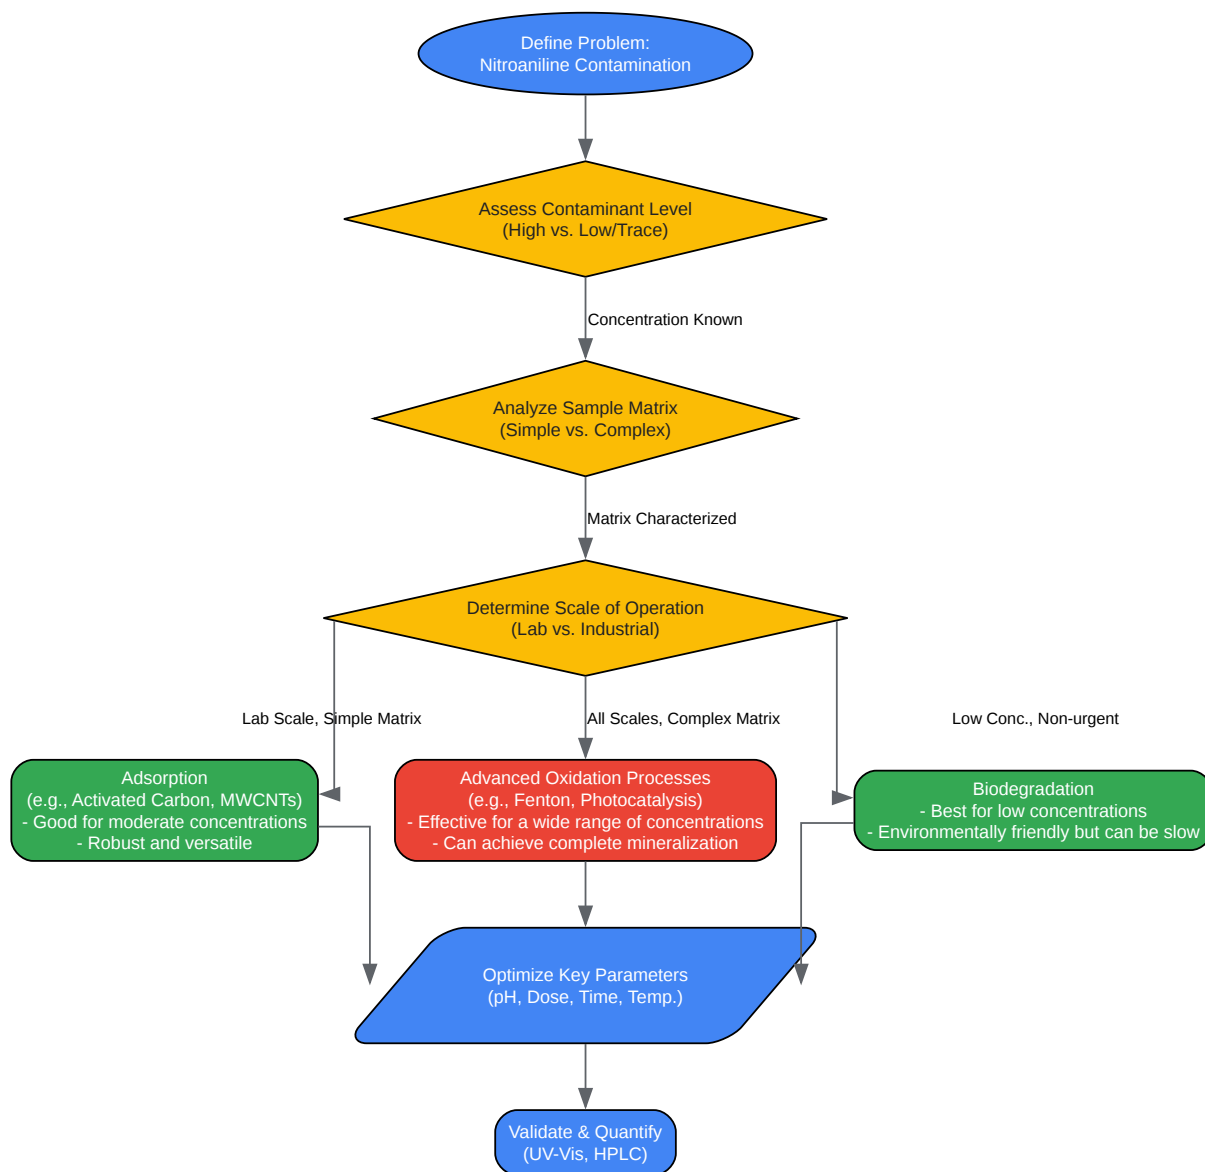 Define Problem:
Nitroaniline Contamination
Assess Contaminant Level
(High vs. Low/Trace)
Concentration Known
Analyze Sample Matrix
(Simple vs. Complex)
Matrix Characterized
Determine Scale of Operation
(Lab vs. Industrial)
Lab Scale, Simple Matrix
All Scales, Complex Matrix
Low Conc., Non-urgent
Adsorption
(e.g., Activated Carbon, MWCNTs)
- Good for moderate concentrations
- Robust and versatile
Advanced Oxidation Processes
(e.g., Fenton, Photocatalysis)
- Effective for a wide range of concentrations
- Can achieve complete mineralization
Biodegradation
- Best for low concentrations
- Environmentally friendly but can be slow
Optimize Key Parameters
(pH, Dose, Time, Temp.)
Validate & Quantify
(UV-Vis, HPLC)